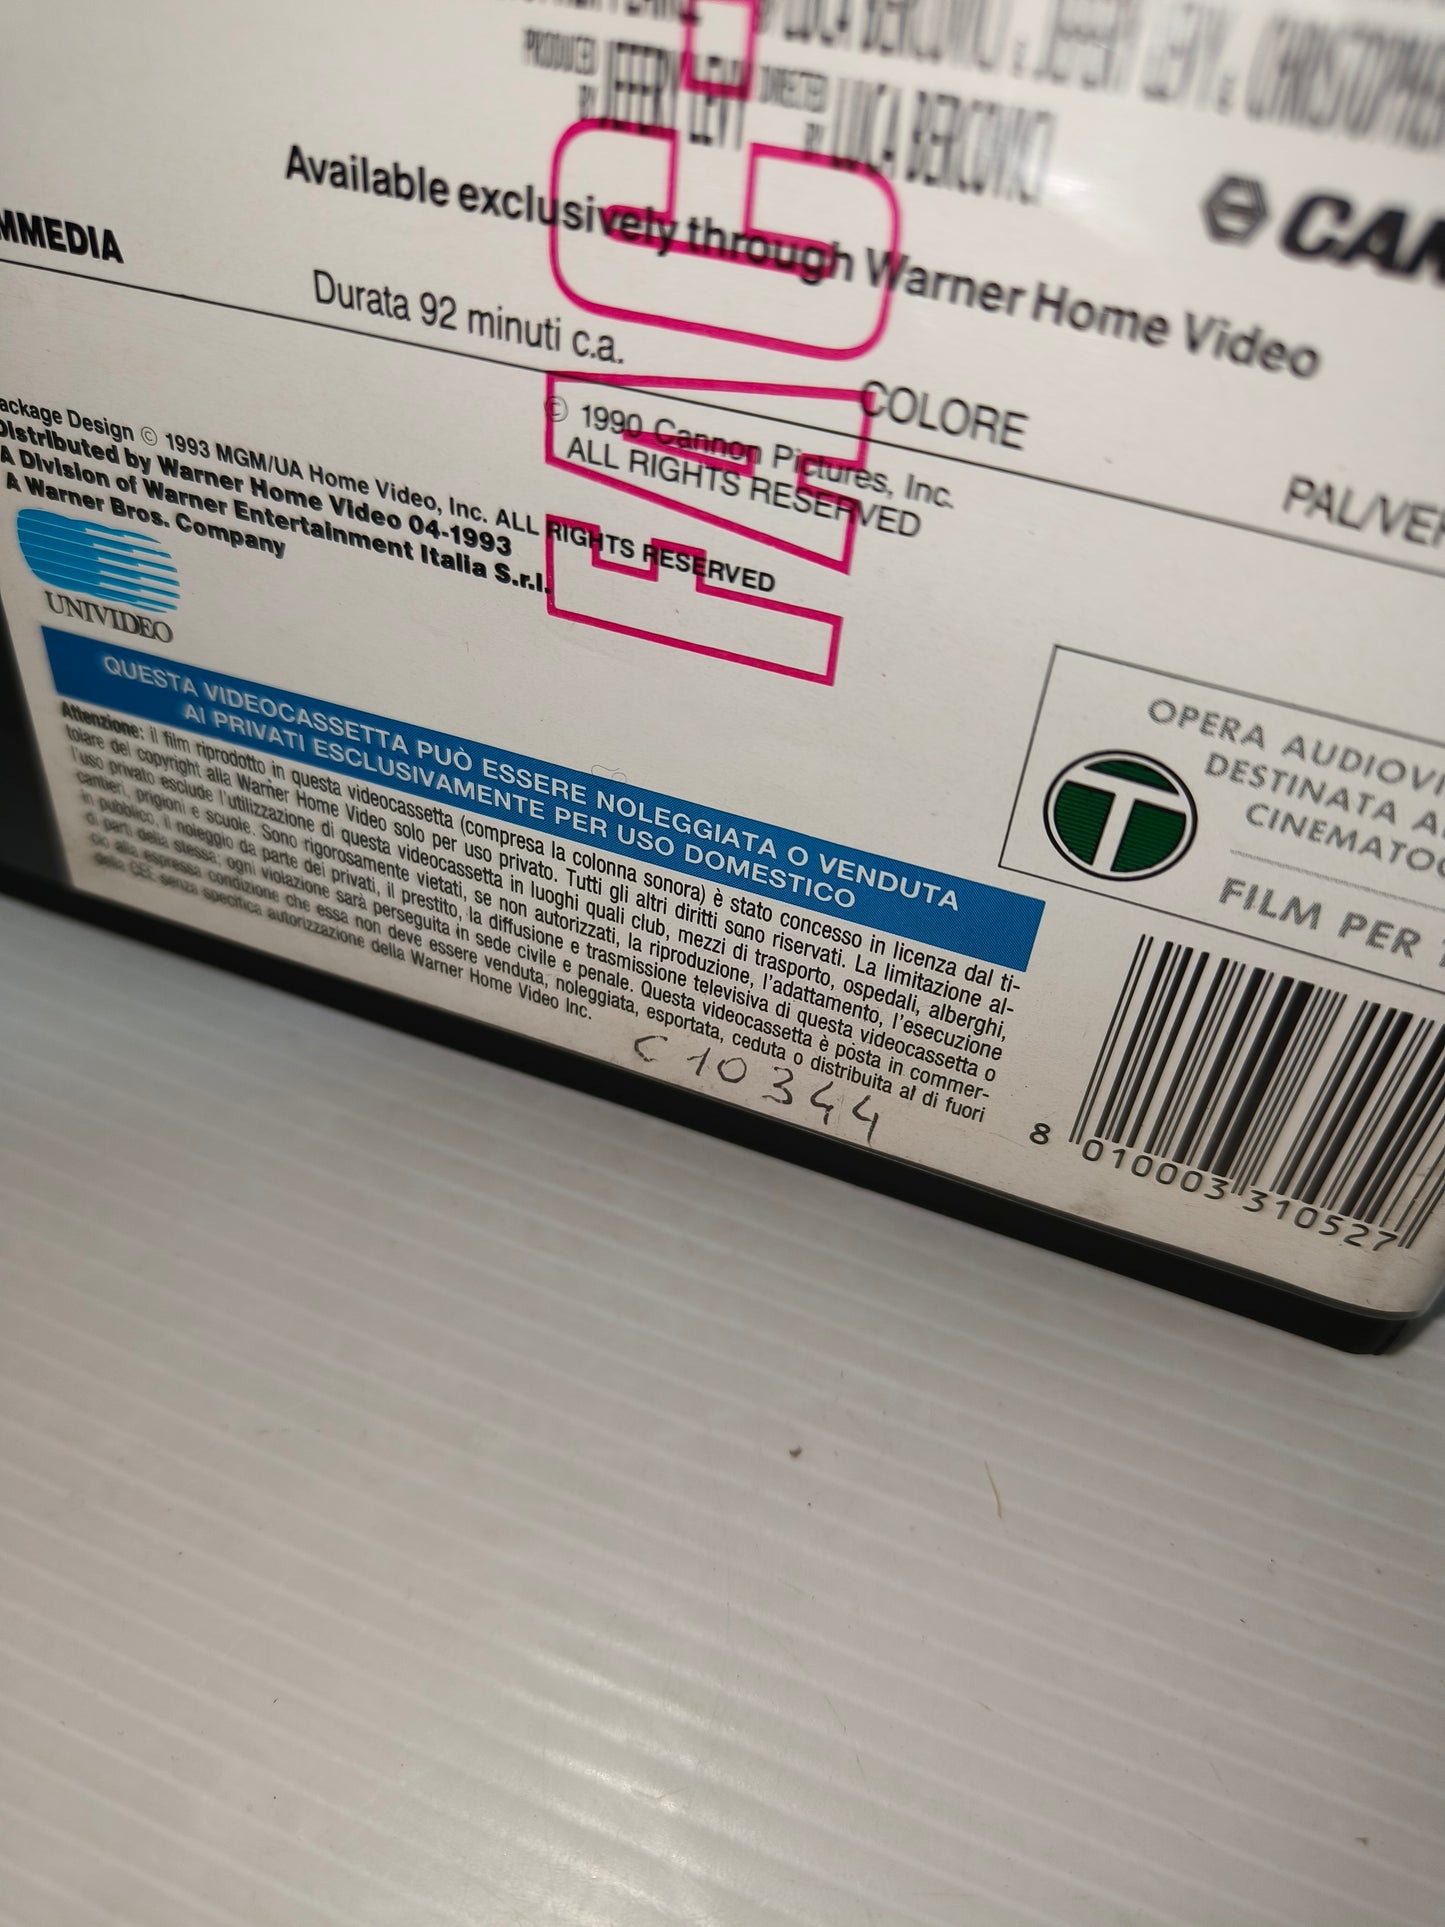 LUCA BERCOVICI E JEFERY LEVY E CHRISTOPHER
PRODUCED BY JEFERY LEVY DIRECTED BY LUCA BERCOVICI
CAN
Available exclusively through Warner Home Video
MMEDIA
Durata 92 minuti c.a.
COLORE
PAL/VER
© 1990 Cannon Pictures, Inc.
ALL RIGHTS RESERVED
ackage Design © 1993 MGM/UA Home Video, Inc. ALL RIGHTS RESERVED
Distributed by Warner Home Video 04-1993
A Division of Warner Entertainment Italia S.r.l.
A Warner Bros. Company
UNIVIDEO
QUESTA VIDEOCASSETTA PUÒ ESSERE NOLEGGIATA O VENDUTA
AI PRIVATI ESCLUSIVAMENTE PER USO DOMESTICO
Attenzione: il film riprodotto in questa videocassetta (compresa la colonna sonora) è stato concesso in licenza dal ti-
tolare del copyright alla Warner Home Video solo per uso privato. Tutti gli altri diritti sono riservati. La limitazione al-
l'uso privato esclude l'utilizzazione di questa videocassetta in luoghi quali club, mezzi di trasporto, ospedali, alberghi,
cantieri, prigioni e scuole. Sono rigorosamente vietati, se non autorizzati, la riproduzione, l'adattamento, l'esecuzione
in pubblico, il noleggio da parte dei privati, il prestito, la diffusione e trasmissione televisiva di questa videocassetta o
di parti della stessa; ogni violazione sarà perseguita in sede civile e penale. Questa videocassetta è posta in commer-
cio alla espressa condizione che essa non deve essere venduta, noleggiata, esportata, ceduta o distribuita al di fuori
della CEE senza specifica autorizzazione della Warner Home Video Inc.
C 10344
OPERA AUDIOVI
DESTINATA A
CINEMATO
FILM PER
T
8 010003 310527